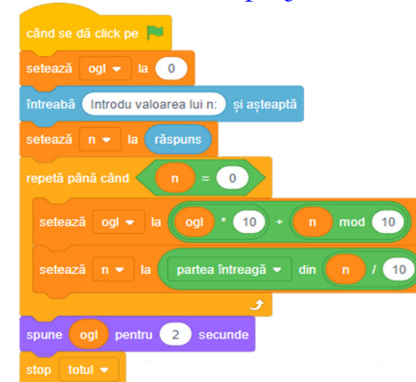 când se dă click pe
setează ogl la 0
întreabă Introdu valoarea lui n: și așteaptă
setează n la răspuns
repetă până când n = 0
setează ogl la ogl * 10 + n mod 10
setează n la partea întreagă din n / 10
spune ogl pentru 2 secunde
stop totul